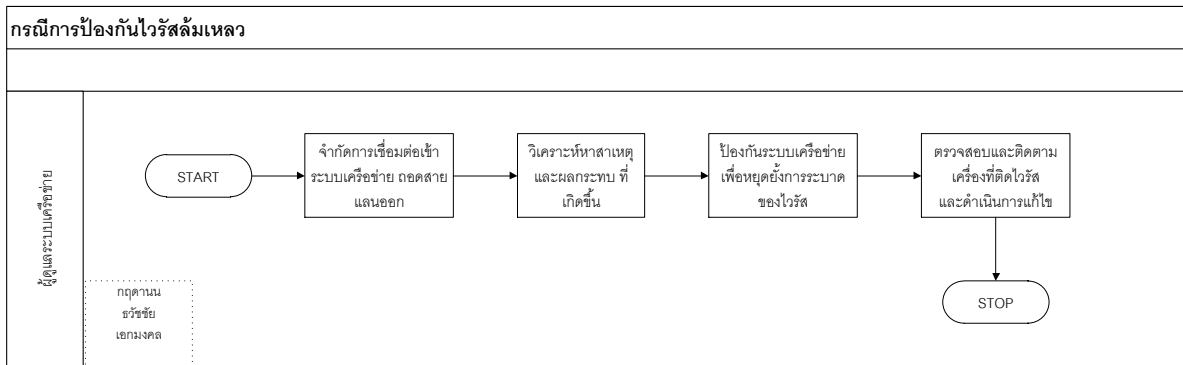 กรณีการป้องกันไวรัสล้มเหลว
ผู้ดูแลระบบเครือข่าย
START
จำกัดการเชื่อมต่อเข้า
ระบบเครือข่าย ถอดสาย
แลนออก
วิเคราะห์หาสาเหตุ
และผลกระทบ ที่
เกิดขึ้น
ป้องกันระบบเครือข่าย
เพื่อหยุดยั้งการระบาด
ของไวรัส
ตรวจสอบและติดตาม
เครื่องที่ติดไวรัส
และดำเนินการแก้ไข
STOP
กฤดานน
ธวัชชัย
เอกมงคล